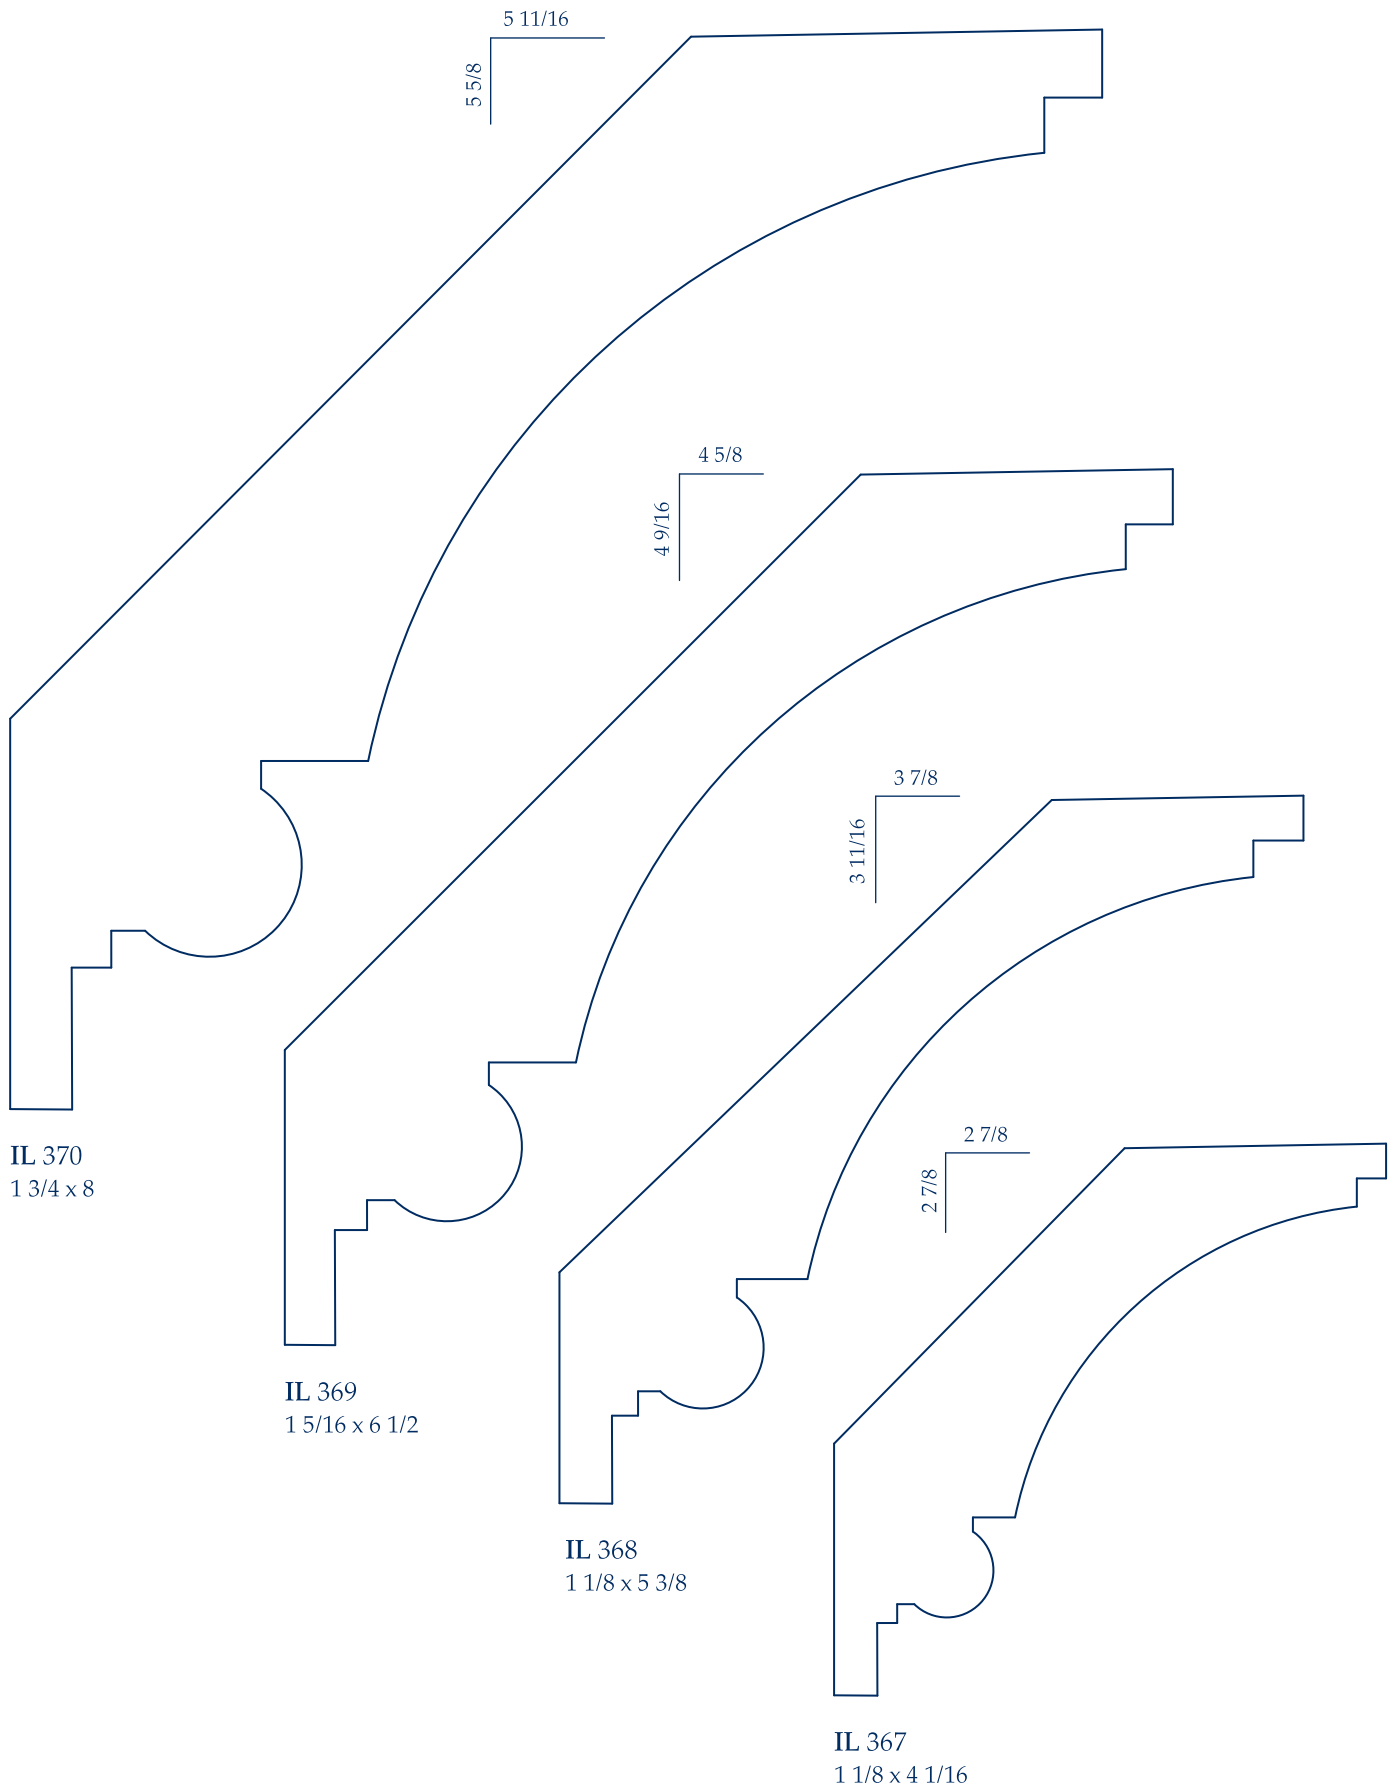 5 11/16
5 5/8
4 5/8
4 9/16
3 7/8
3 11/16
2 7/8
2 7/8
IL 370
1 3/4 x 8
IL 369
1 5/16 x 6 1/2
IL 368
1 1/8 x 5 3/8
IL 367
1 1/8 x 4 1/16